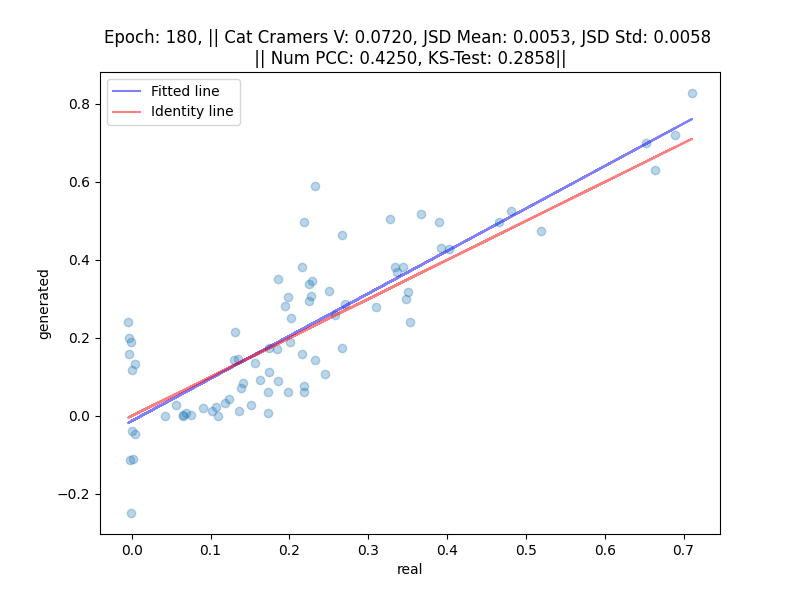 Epoch: 180, || Cat Cramers V: 0.0720, JSD Mean: 0.0053, JSD Std: 0.0058
|| Num PCC: 0.4250, KS-Test: 0.2858||
Fitted line
Identity line
0.8
0.6
0.4
0.2
0.0
−0.2
generated
0.0 0.1 0.2 0.3 0.4 0.5 0.6 0.7
real